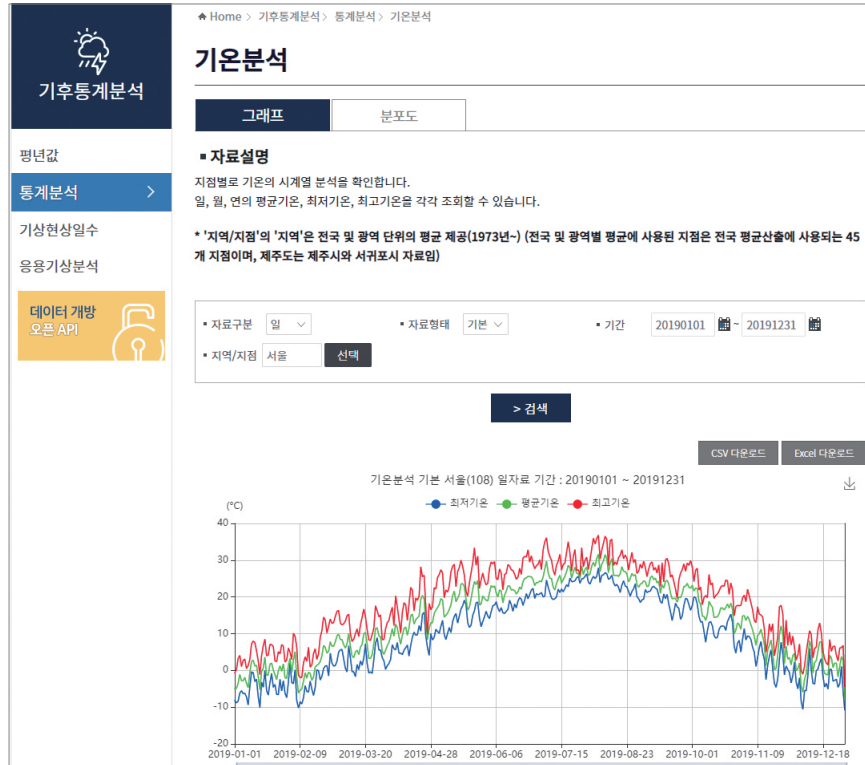 Home > 기후통계분석 > 통계분석 > 기온분석
기후통계분석
평년값
통계분석 >
기상현상일수
응용기상분석
데이터 개방
오픈 API
기온분석
그래프 분포도
▪ 자료설명
지점별로 기온의 시계열 분석을 확인합니다.
일, 월, 연의 평균기온, 최저기온, 최고기온을 각각 조회할 수 있습니다.
* '지역/지점'의 '지역'은 전국 및 광역 단위의 평균 제공(1973년~) (전국 및 광역별 평균에 사용된 지점은 전국 평균산출에 사용되는 45
개 지점이며, 제주도는 제주시와 서귀포시 자료임)
▪ 자료구분 일 ▪ 자료형태 기본 ▪ 기간 20190101 ~ 20191231
▪ 지역/지점 서울 선택
> 검색
CSV 다운로드 Excel 다운로드
기온분석 기본 서울(108) 일자료 기간 : 20190101 ~ 20191231
(°C) 최저기온 평균기온 최고기온
40
30
20
10
0
-10
-20
2019-01-01 2019-02-09 2019-03-20 2019-04-28 2019-06-06 2019-07-15 2019-08-23 2019-10-01 2019-11-09 2019-12-18